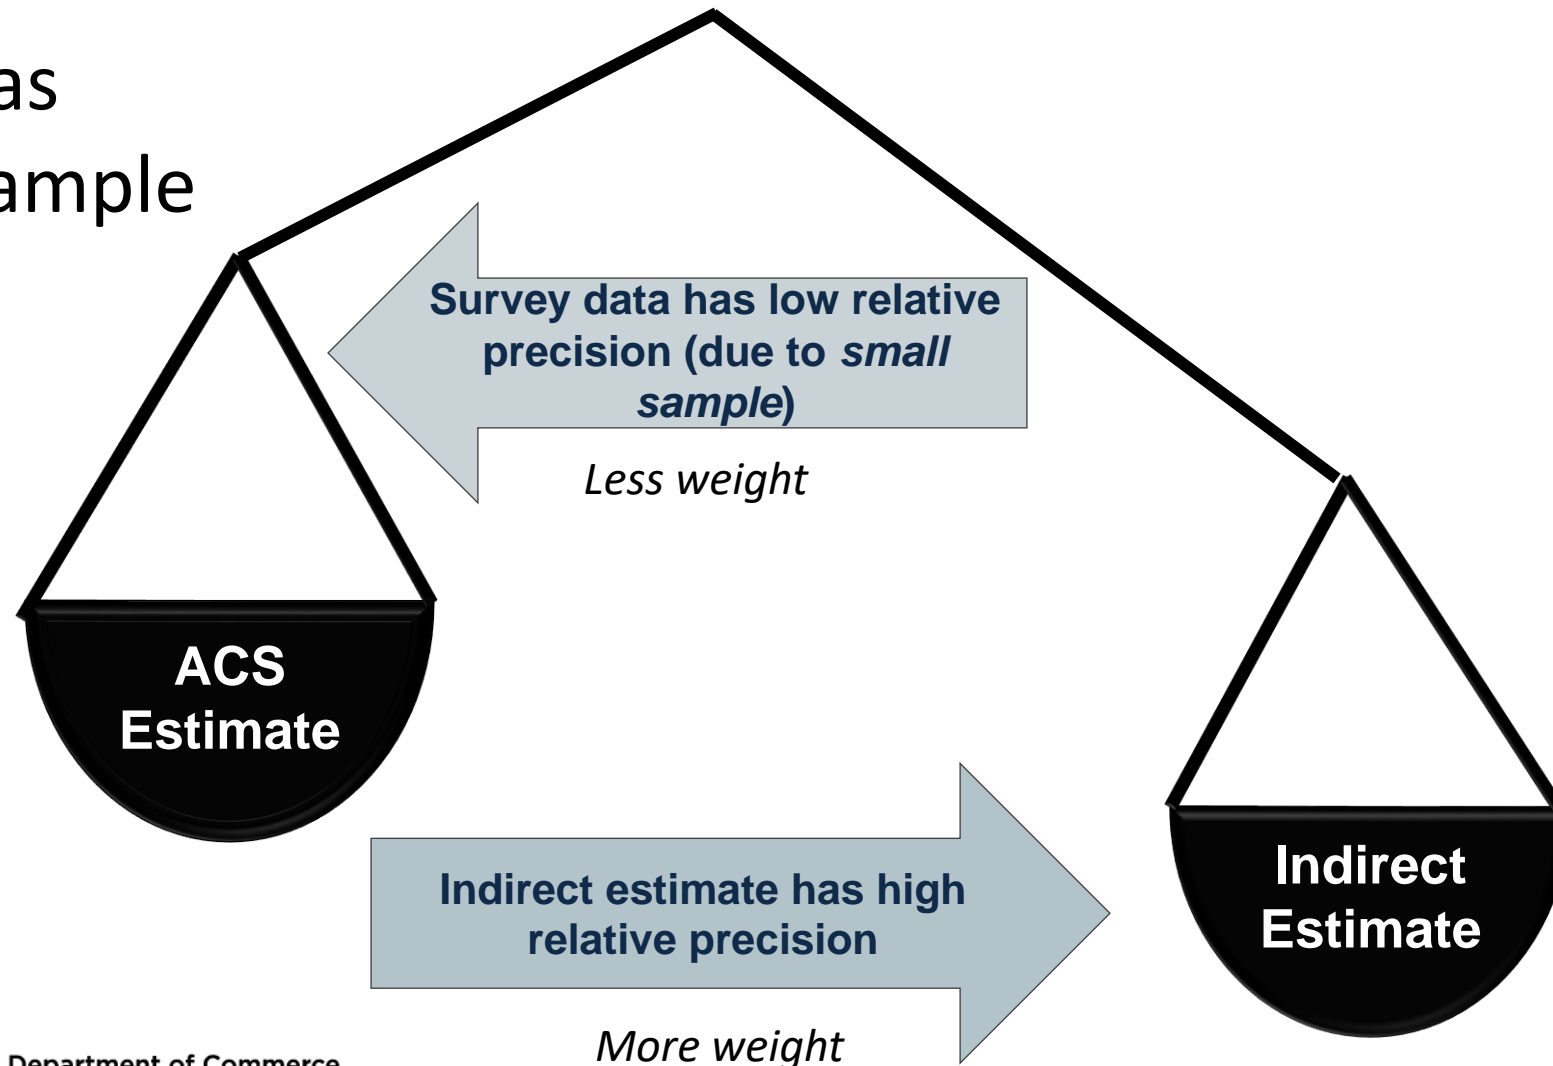 as
ample
Survey data has low relative
precision (due to small
sample)
Less weight
ACS
Estimate
Indirect estimate has high
relative precision
More weight
Indirect
Estimate
Department of Commerce